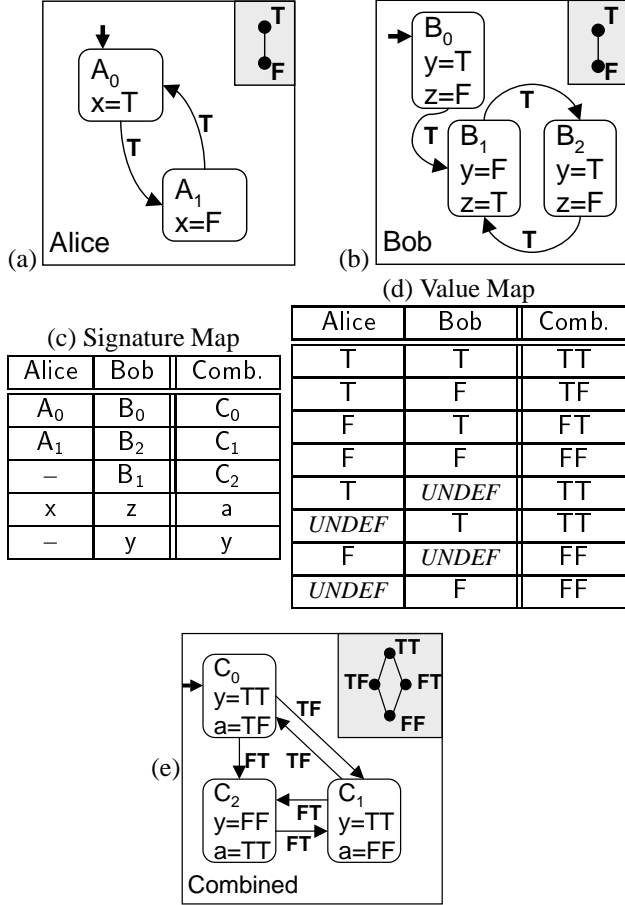 T
F
A0
x=T
T
T
A1
x=F
Alice
(a)
T
F
B0
y=T
z=F
T
T
B1
y=F
z=T
B2
y=T
z=F
T
Bob
(b)
(c) Signature Map
Alice Bob Comb.
A0 B0 C0
A1 B2 C1
– B1 C2
x z a
– y y
(d) Value Map
Alice Bob Comb.
T T TT
T F TF
F T FT
F F FF
T UNDEF TT
UNDEF T TT
F UNDEF FF
UNDEF F FF
TT
TF FT
FF
C0
y=TT
a=TF
TF
FT TF
(e)
C2
y=FF
a=TT
FT
FT
C1
y=TT
a=FF
Combined